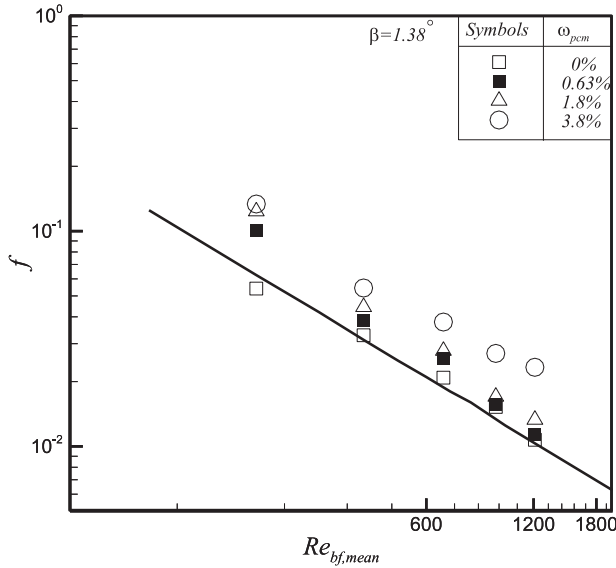 10⁰
β=1.38°
Symbols ω_pcm
0%
0.63%
1.8%
3.8%
10⁻¹
f
10⁻²
600 1200 1800
Re_bf,mean